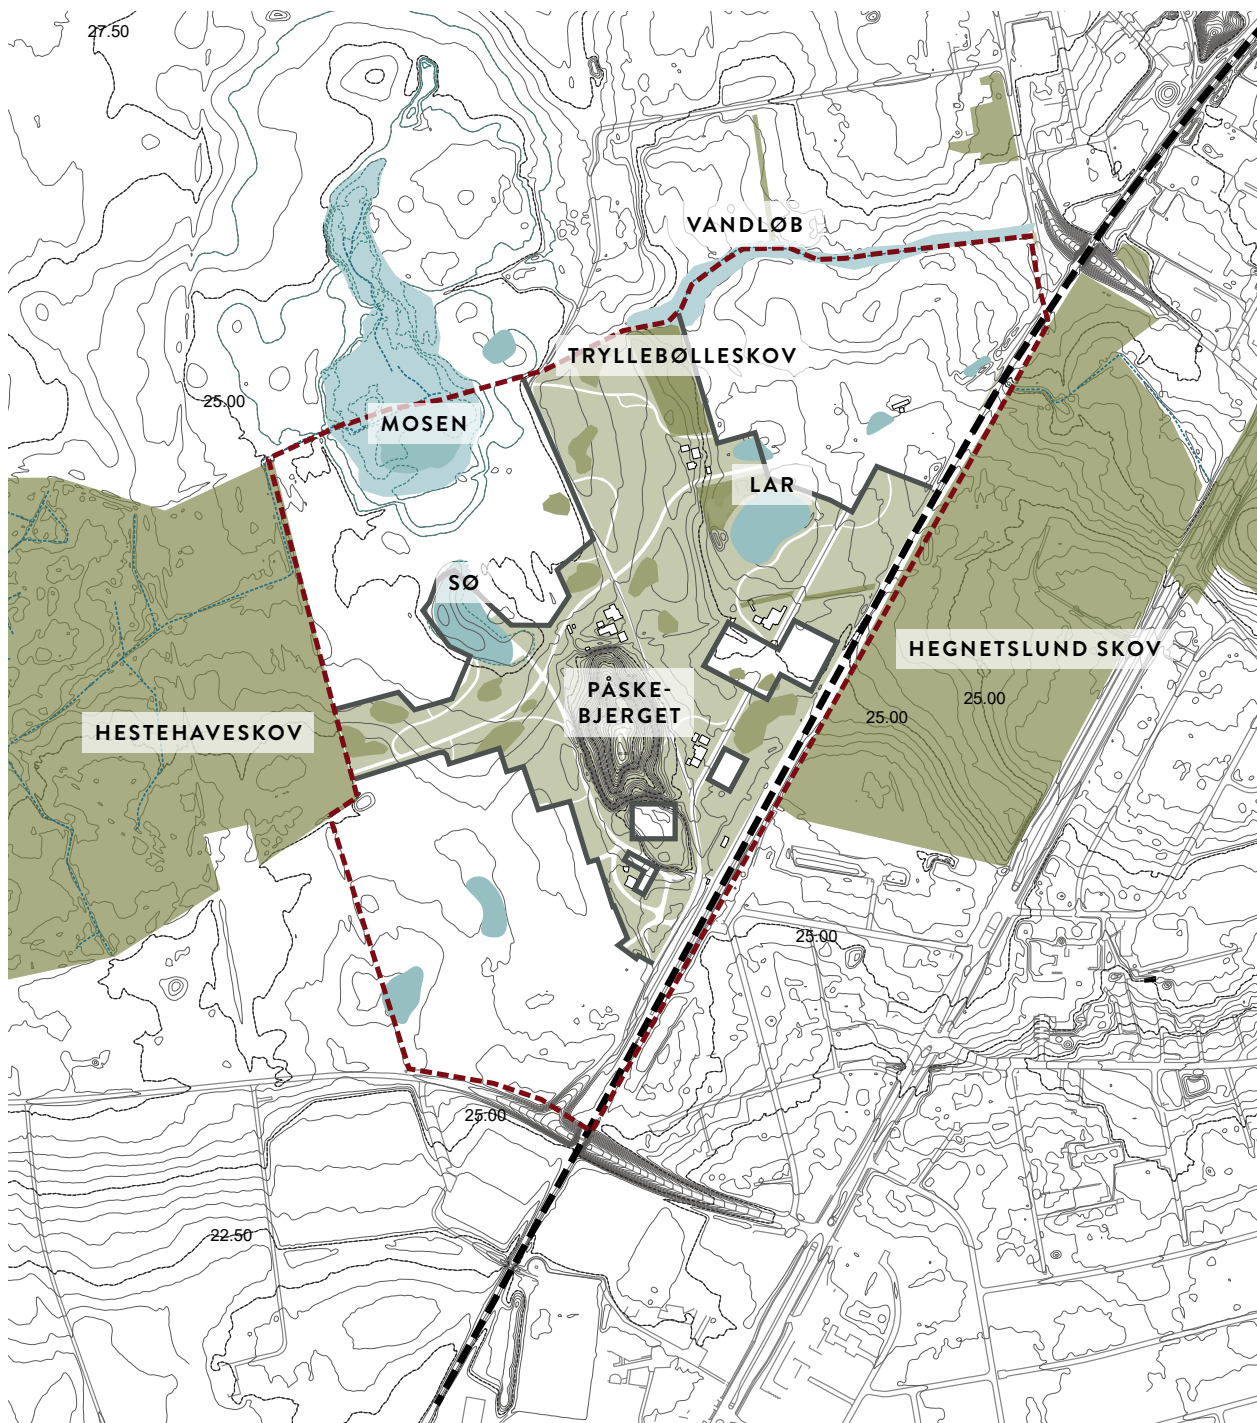 27.50
VANDLØB
TRYLLEBØLLESKOV
25.00
MOSEN
LAR
SØ
HEGNETSLUND SKOV
PÅSKE-
BJERGET
25.00
25.00
HESTEHAVESKOV
25.00
25.00
22.50